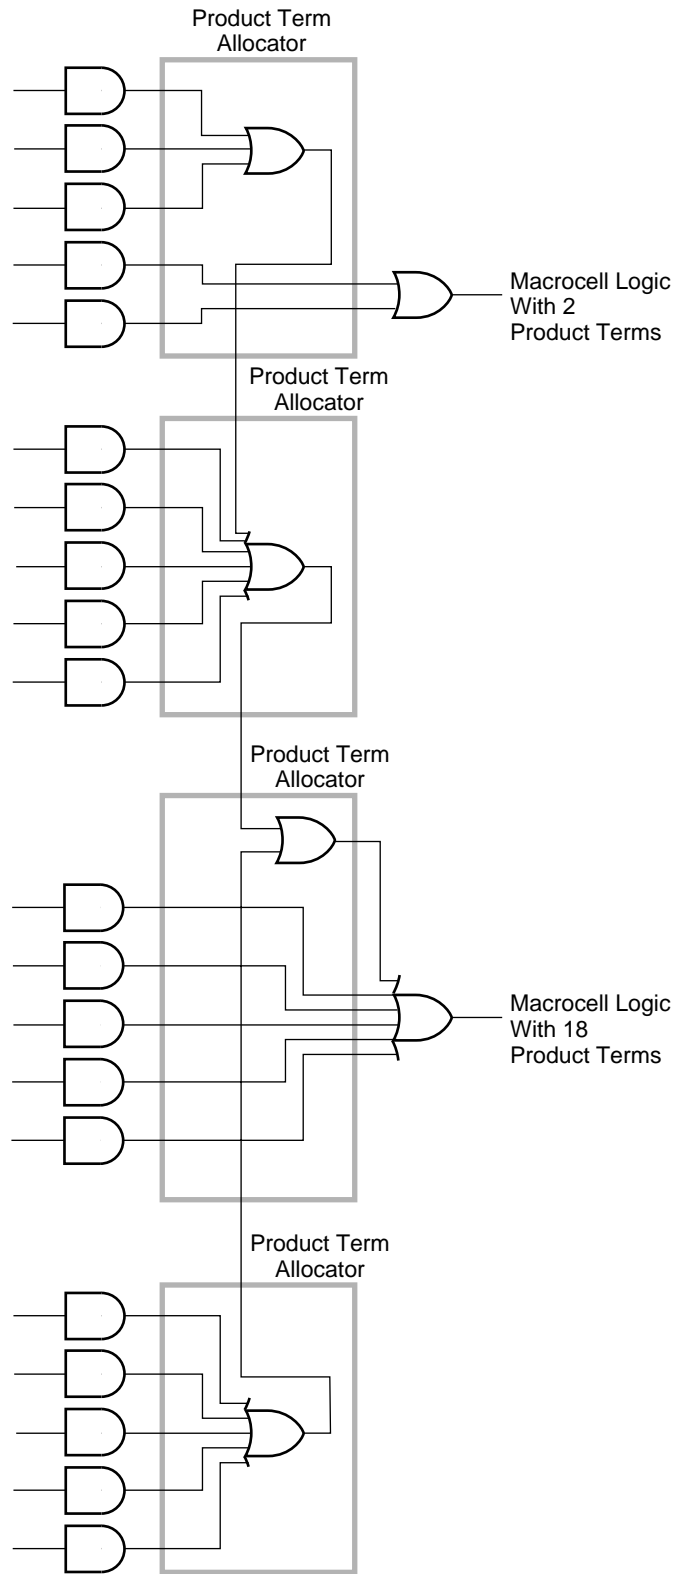 Product Term
Allocator
Macrocell Logic
With 2
Product Terms
Product Term
Allocator
Product Term
Allocator
Macrocell Logic
With 18
Product Terms
Product Term
Allocator